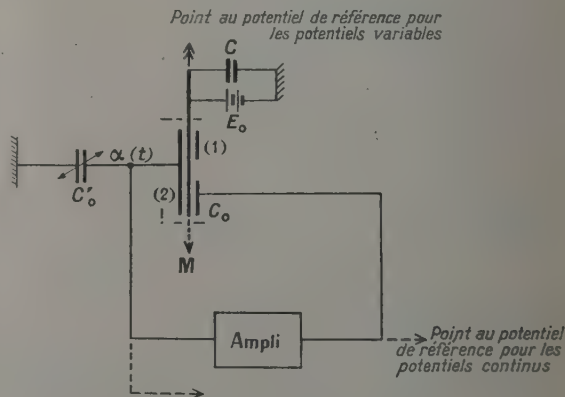 Point au potentiel de référence pour
les potentiels variables
C
E₀
α(t)
(1)
C'₀
(2)
C₀
M
Ampli
Point au potentiel
de référence pour les
potentiels continus